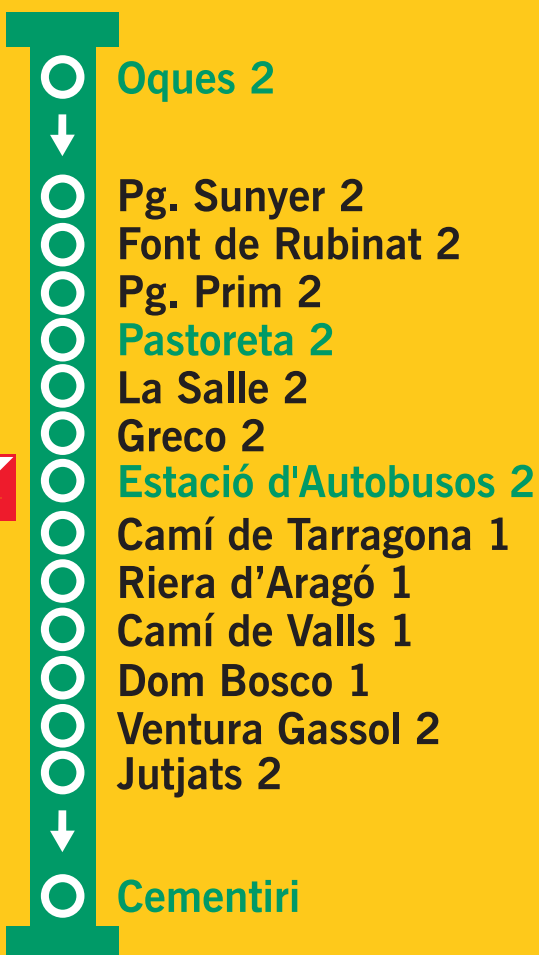 Oques 2
Pg. Sunyer 2
Font de Rubinat 2
Pg. Prim 2
Pastoreta 2
La Salle 2
Greco 2
Estació d'Autobusos 2
Camí de Tarragona 1
Riera d’Aragó 1
Camí de Valls 1
Dom Bosco 1
Ventura Gassol 2
Jutjats 2
Cementiri